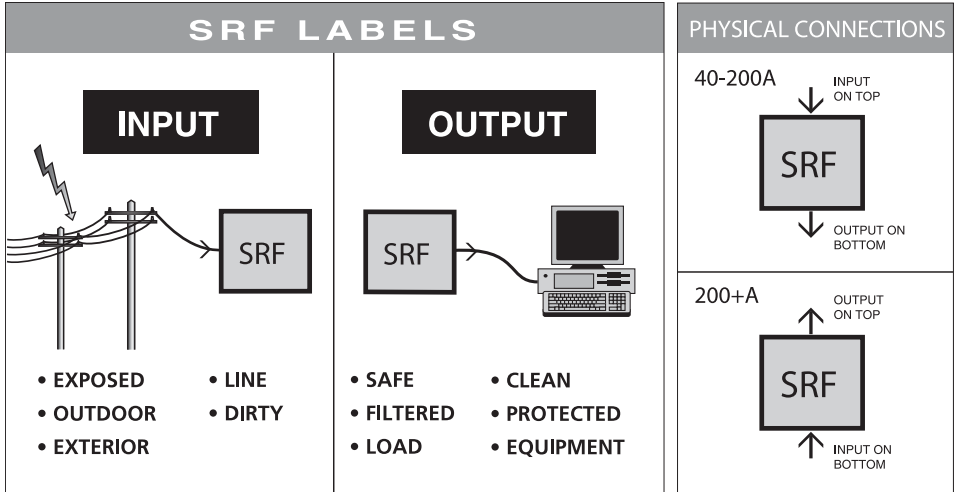 SRF LABELS
INPUT
SRF
• EXPOSED
• OUTDOOR
• EXTERIOR
• LINE
• DIRTY
OUTPUT
SRF
• SAFE
• FILTERED
• LOAD
• CLEAN
• PROTECTED
• EQUIPMENT
PHYSICAL CONNECTIONS
40-200A
INPUT
ON TOP
SRF
OUTPUT ON
BOTTOM
200+A
OUTPUT
ON TOP
SRF
INPUT ON
BOTTOM